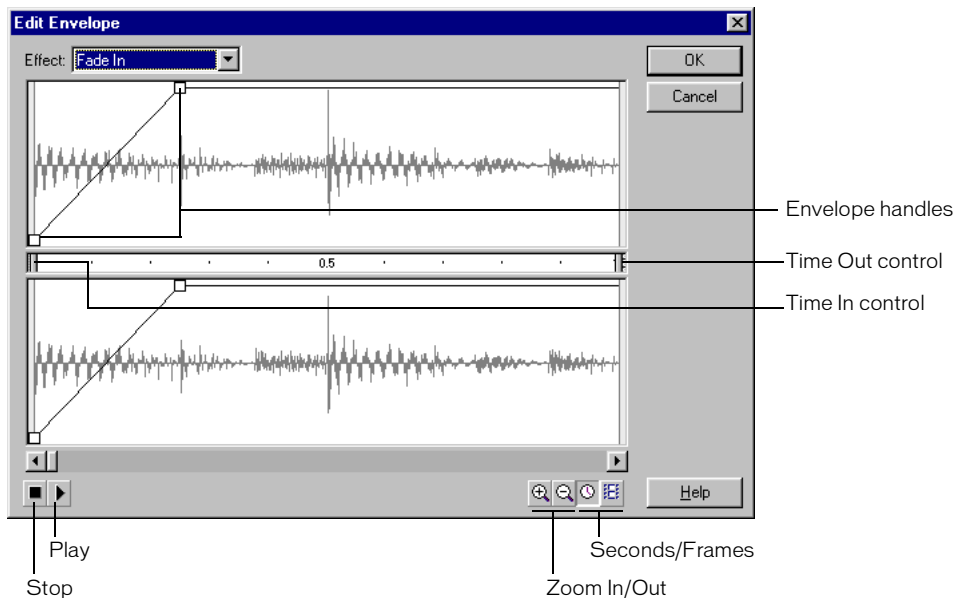 Edit Envelope
Effect: Fade In
OK
Cancel
Envelope handles
0.5
Time Out control
Time In control
Help
Play
Seconds/Frames
Stop
Zoom In/Out